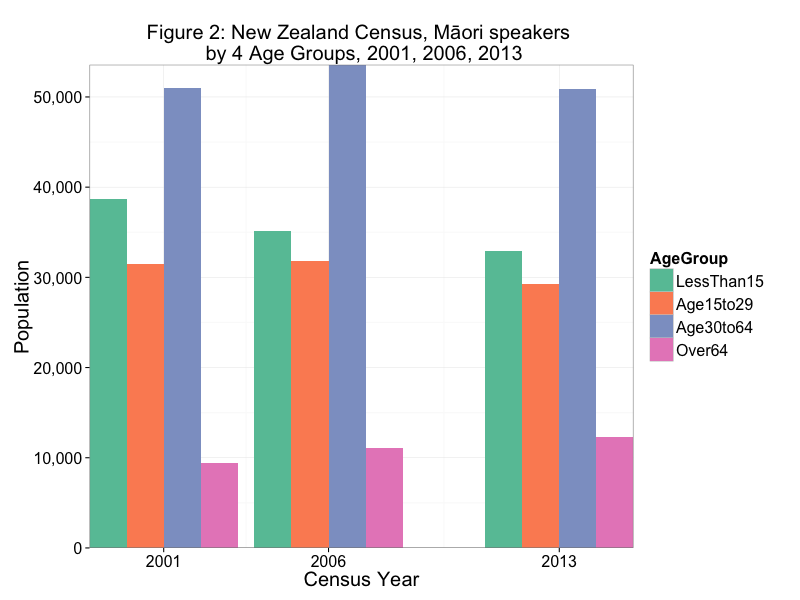 Figure 2: New Zealand Census, Māori speakers
by 4 Age Groups, 2001, 2006, 2013
Population
50,000
40,000
30,000
20,000
10,000
0
2001
2006
2013
Census Year
AgeGroup
LessThan15
Age15to29
Age30to64
Over64